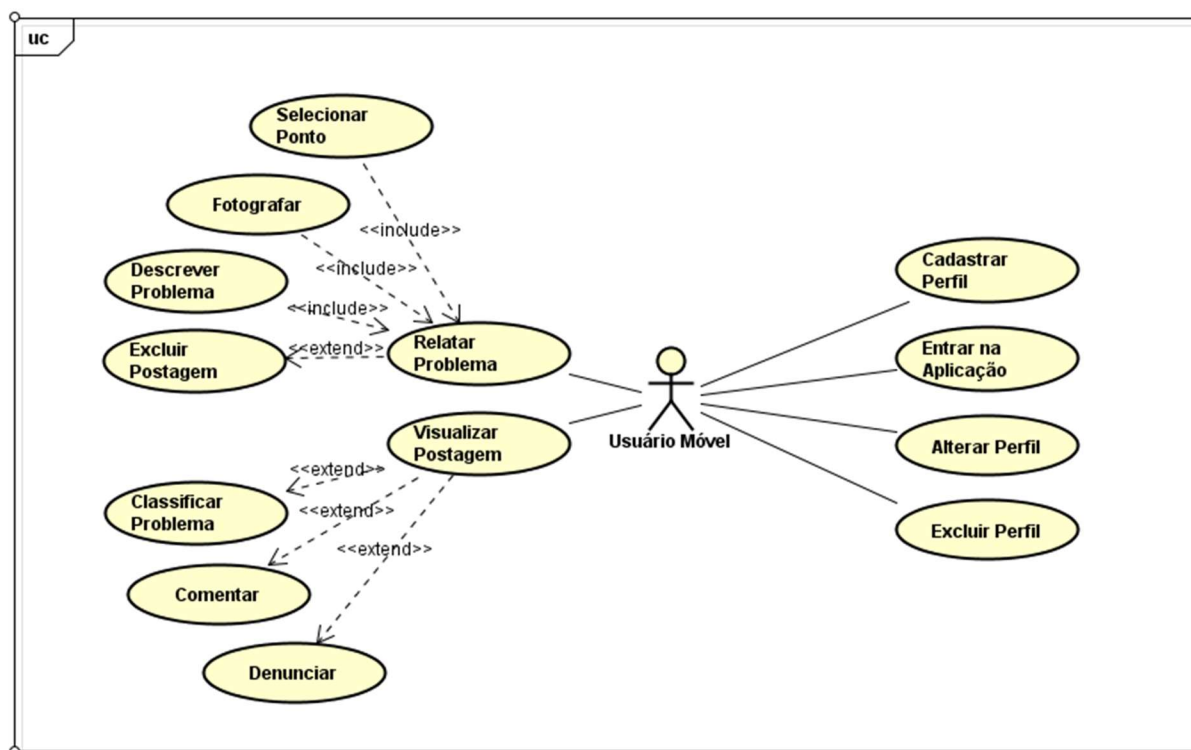 uc
Selecionar
Ponto
Fotografar
<<include>>
Descrever
Problema
<<include>>
<<include>>
Excluir
Postagem
<<extend>>
Relatar
Problema
Visualizar
Postagem
<<extend>>
Classificar
Problema
<<extend>>
<<extend>>
Comentar
Denunciar
Usuário Móvel
Cadastrar
Perfil
Entrar na
Aplicação
Alterar Perfil
Excluir Perfil